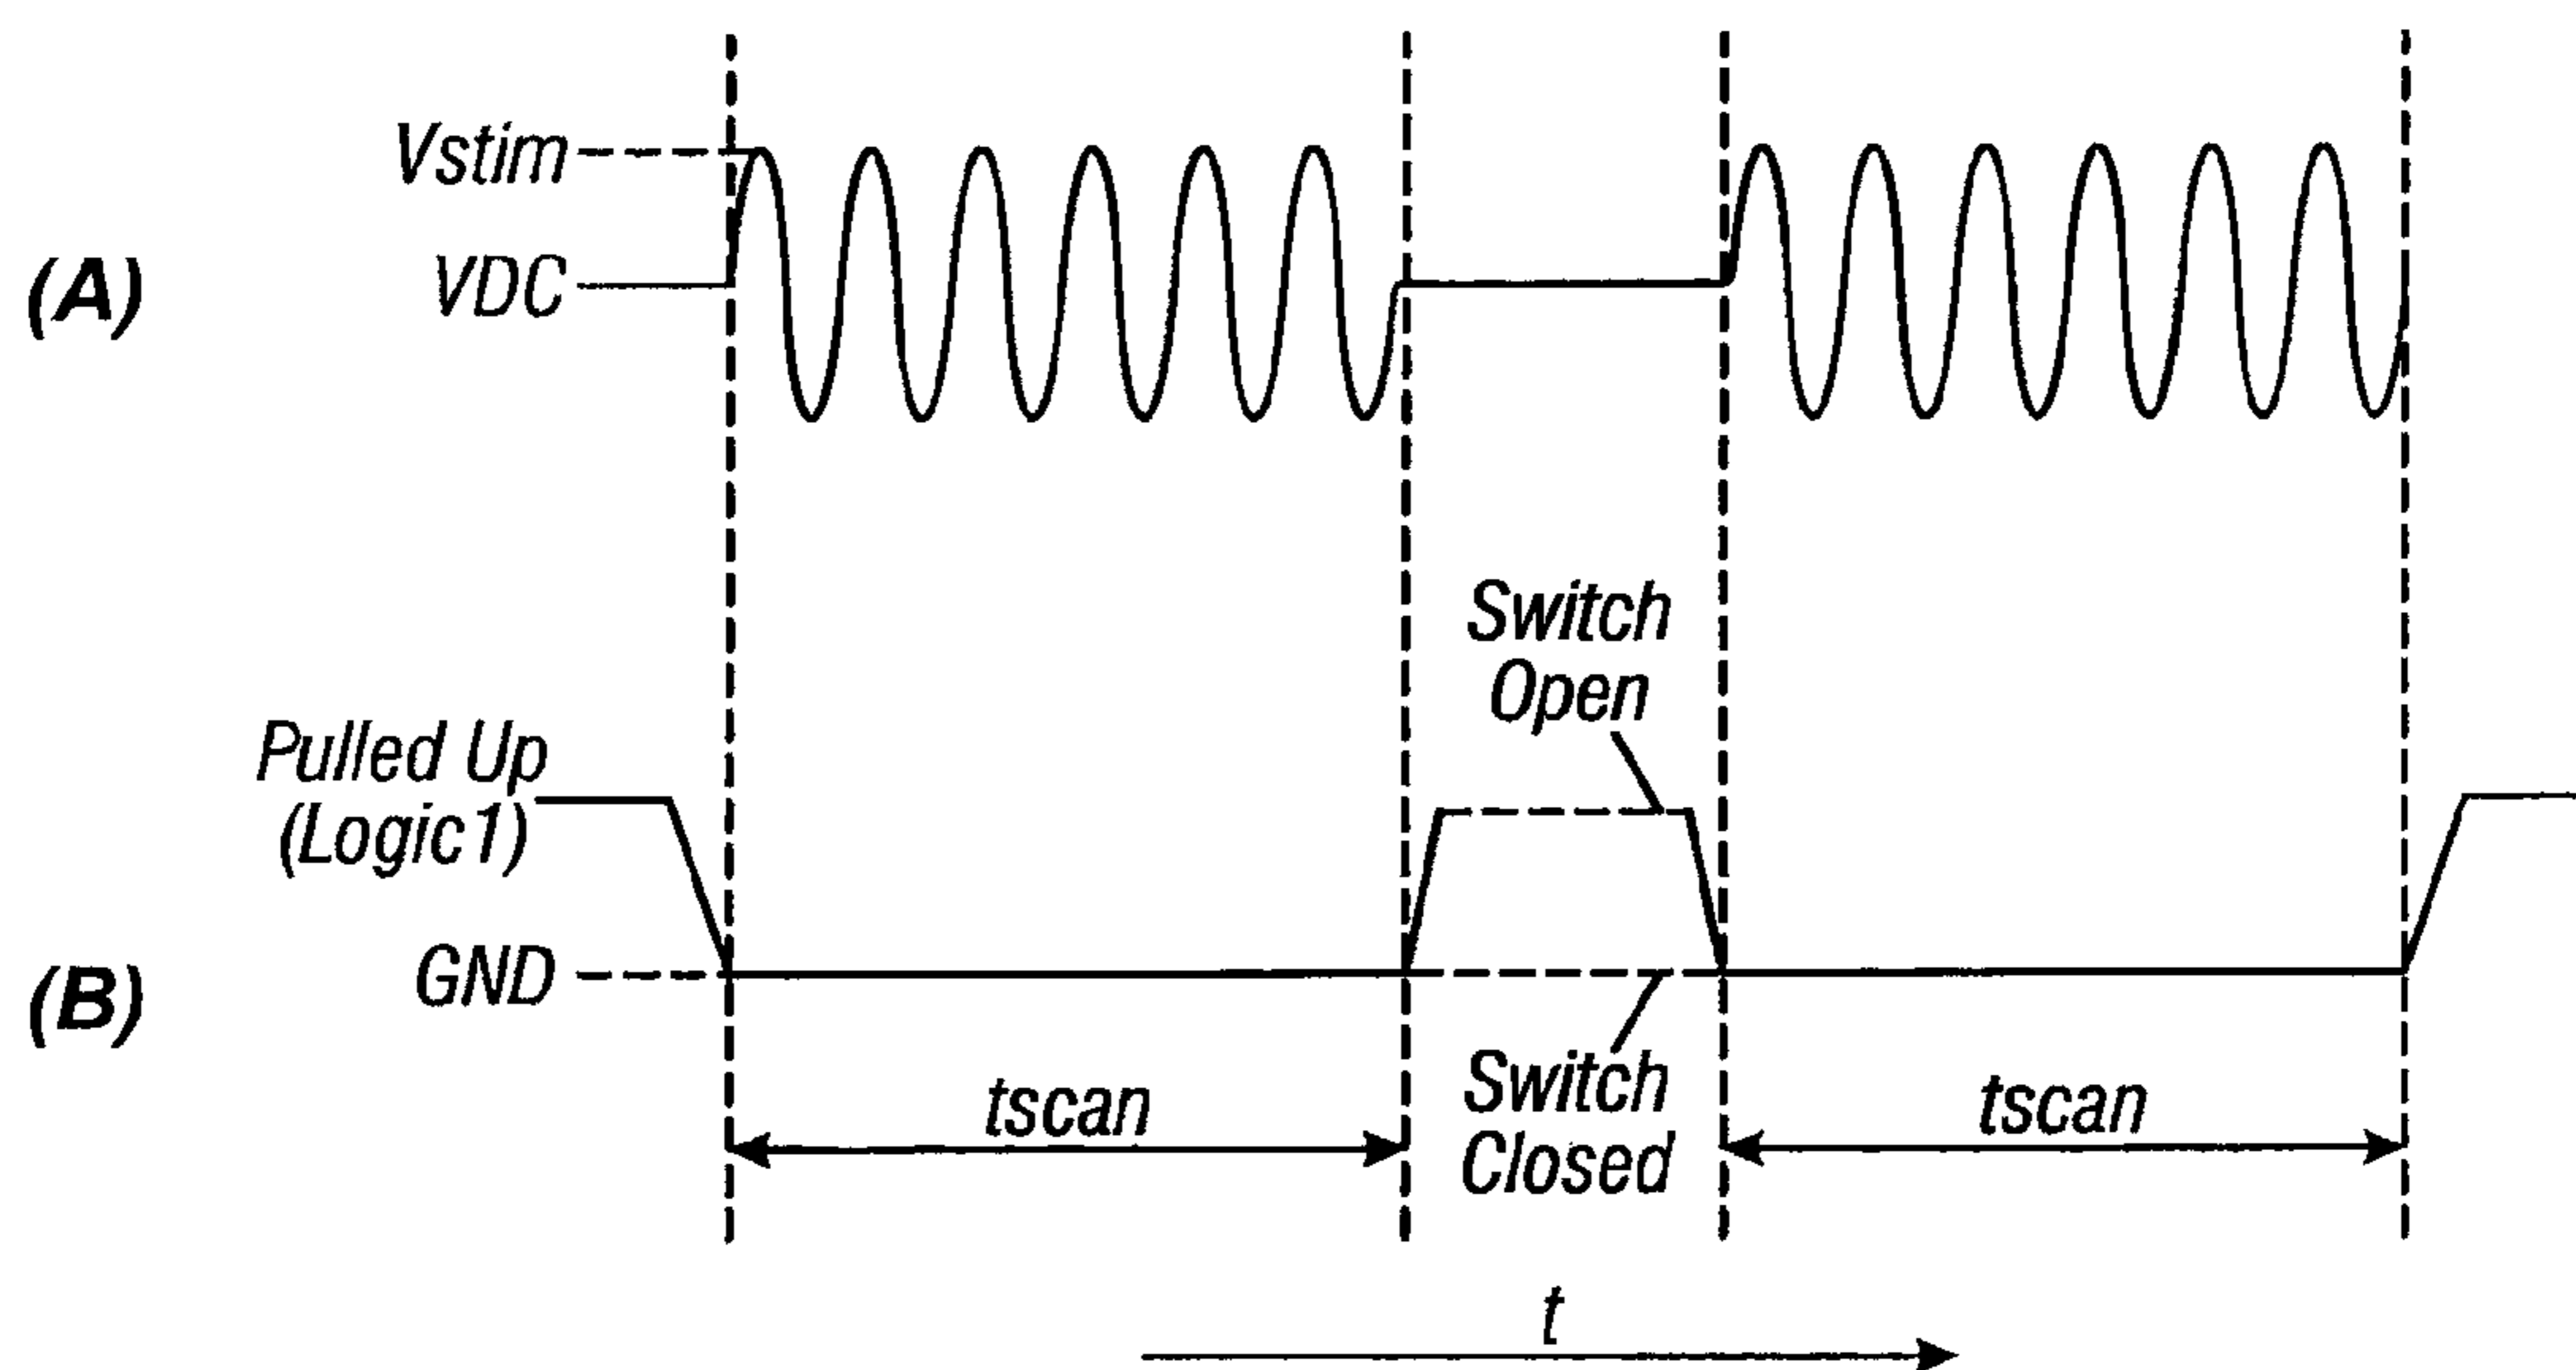 (A)
Vstim
VDC
Switch
Open
Pulled Up
(Logic1)
(B)
GND
Switch
Closed
tscan
tscan
t